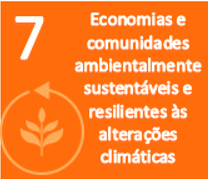 7
Economias e
comunidades
ambientalmente
sustentáveis e
resilientes às
alterações
climáticas